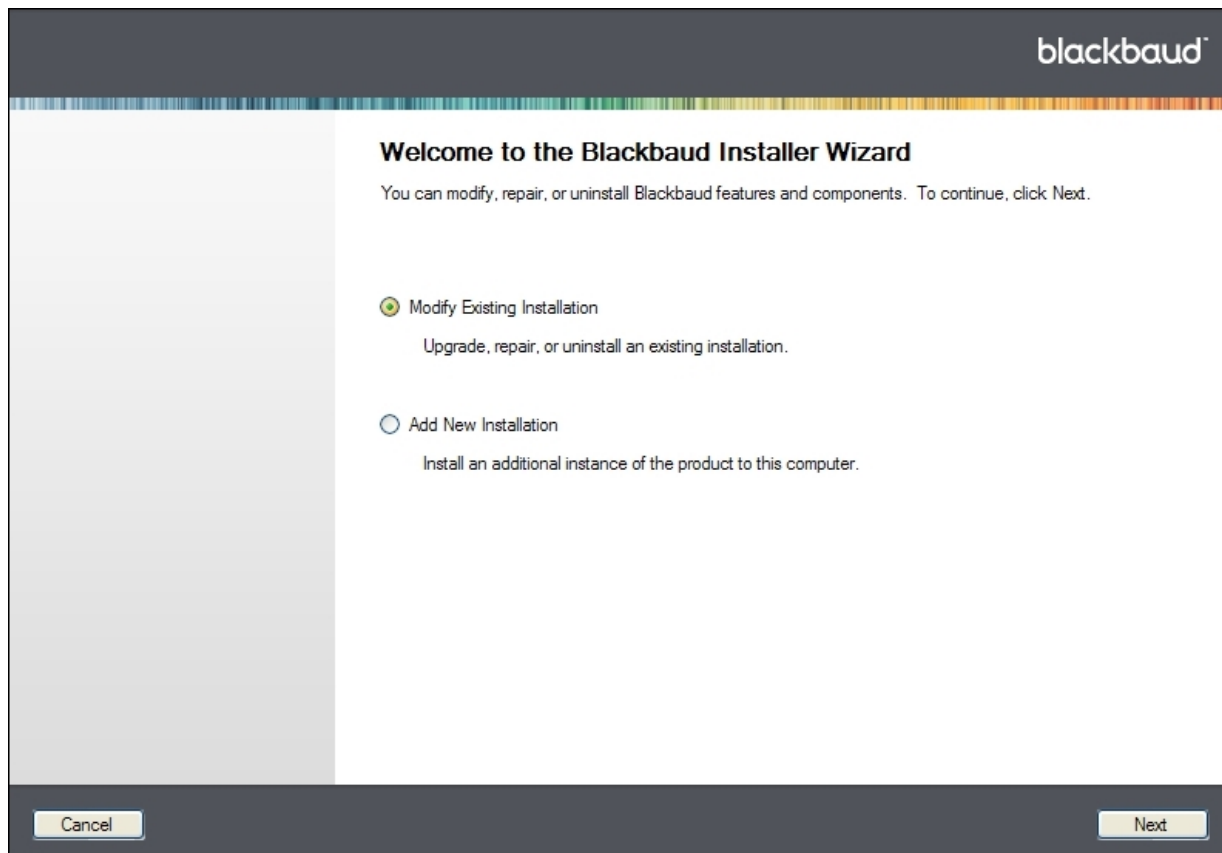 blackbaud
Welcome to the Blackbaud Installer Wizard
You can modify, repair, or uninstall Blackbaud features and components. To continue, click Next.
Modify Existing Installation
Upgrade, repair, or uninstall an existing installation.
Add New Installation
Install an additional instance of the product to this computer.
Cancel
Next